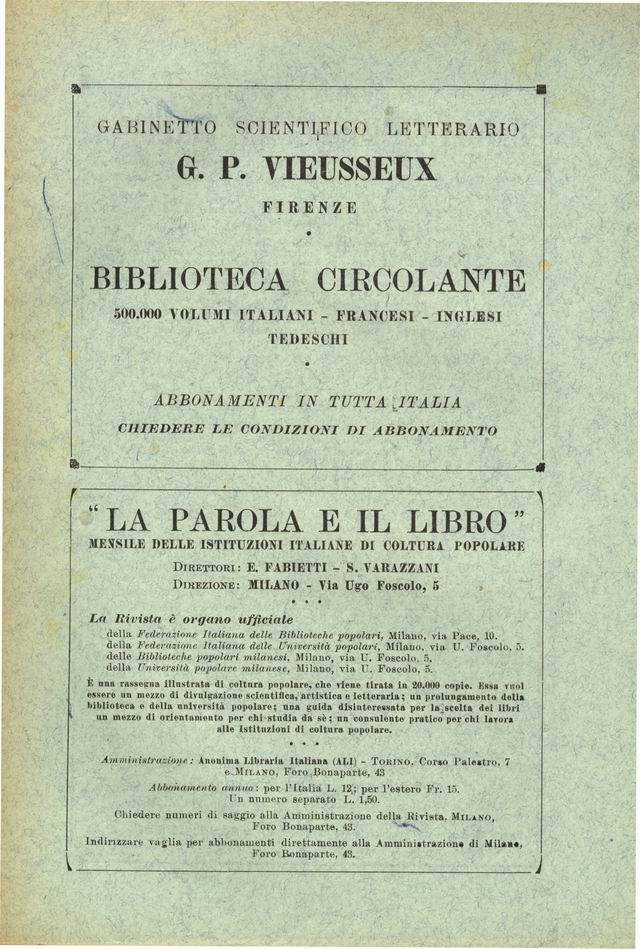 GABINETTO SCIENTIFICO LETTERARIO
G. P. VIEUSSEUX
FIRENZE
BIBLIOTECA CIRCOLANTE
500.000 VOLUMI ITALIANI – FRANCESI – INGLESI
TEDESCHI
ABBONAMENTI IN TUTTA ITALIA
CHIEDERE LE CONDIZIONI DI ABBONAMENTO
“LA PAROLA E IL LIBRO”
MENSILE DELLE ISTITUZIONI ITALIANE DI COLTURA POPOLARE
DIRETTORI: E. FABIETTI – S. VARAZZANI
DIREZIONE: MILANO – Via Ugo Foscolo, 5
La Rivista è organo ufficiale
della Federazione Italiana delle Biblioteche popolari, Milano, via Pace, 10.
della Federazione Italiana delle Università popolari, Milano, via U. Foscolo, 5.
delle Biblioteche popolari milanesi, Milano, via U. Foscolo, 5.
della Università popolare milanese, Milano, via U. Foscolo, 5.
È una rassegna illustrata di coltura popolare, che viene tirata in 20.000 copie. Essa vuol
essere un mezzo di divulgazione scientifica, artistica e letteraria; un prolungamento della
biblioteca e della università popolare; una guida disinteressata per la scelta dei libri
un mezzo di orientamento per chi studia da sè; un consulente pratico per chi lavora
alle Istituzioni di coltura popolare.
Amministrazione: Anonima Libraria Italiana (ALI) – TORINO, Corso Palestro, 7
e MILANO, Foro Bonaparte, 43
Abbonamento annuo: per l'Italia L. 12; per l'estero Fr. 15.
Un numero separato L. 1,50.
Chiedere numeri di saggio alla Amministrazione della Rivista, MILANO,
Foro Bonaparte, 43.
Indirizzare vaglia per abbonamenti direttamente alla Amministrazione di Milano,
Foro Bonaparte, 43.